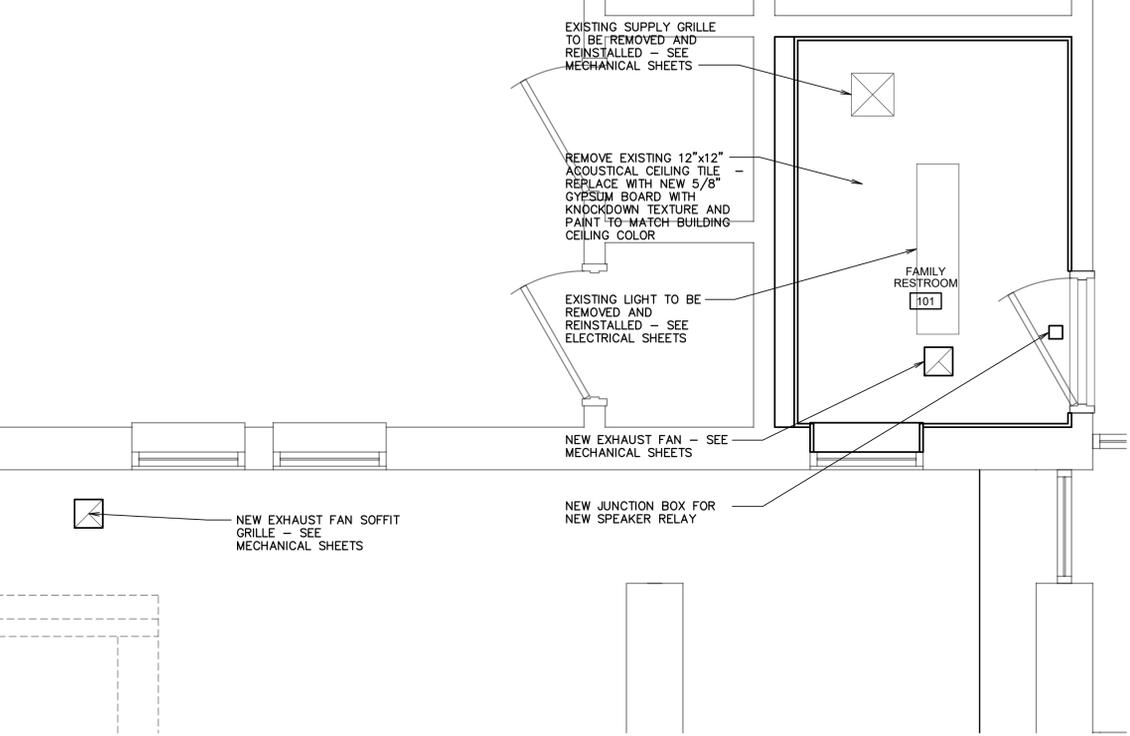 EXISTING SUPPLY GRILLE
TO BE REMOVED AND
REINSTALLED – SEE
MECHANICAL SHEETS
REMOVE EXISTING 12"x12"
ACOUSTICAL CEILING TILE –
REPLACE WITH NEW 5/8"
GYPSUM BOARD WITH
KNOCKDOWN TEXTURE AND
PAINT TO MATCH BUILDING
CEILING COLOR
FAMILY
RESTROOM
101
EXISTING LIGHT TO BE
REMOVED AND
REINSTALLED – SEE
ELECTRICAL SHEETS
NEW EXHAUST FAN – SEE
MECHANICAL SHEETS
NEW JUNCTION BOX FOR
NEW SPEAKER RELAY
NEW EXHAUST FAN SOFFIT
GRILLE – SEE
MECHANICAL SHEETS